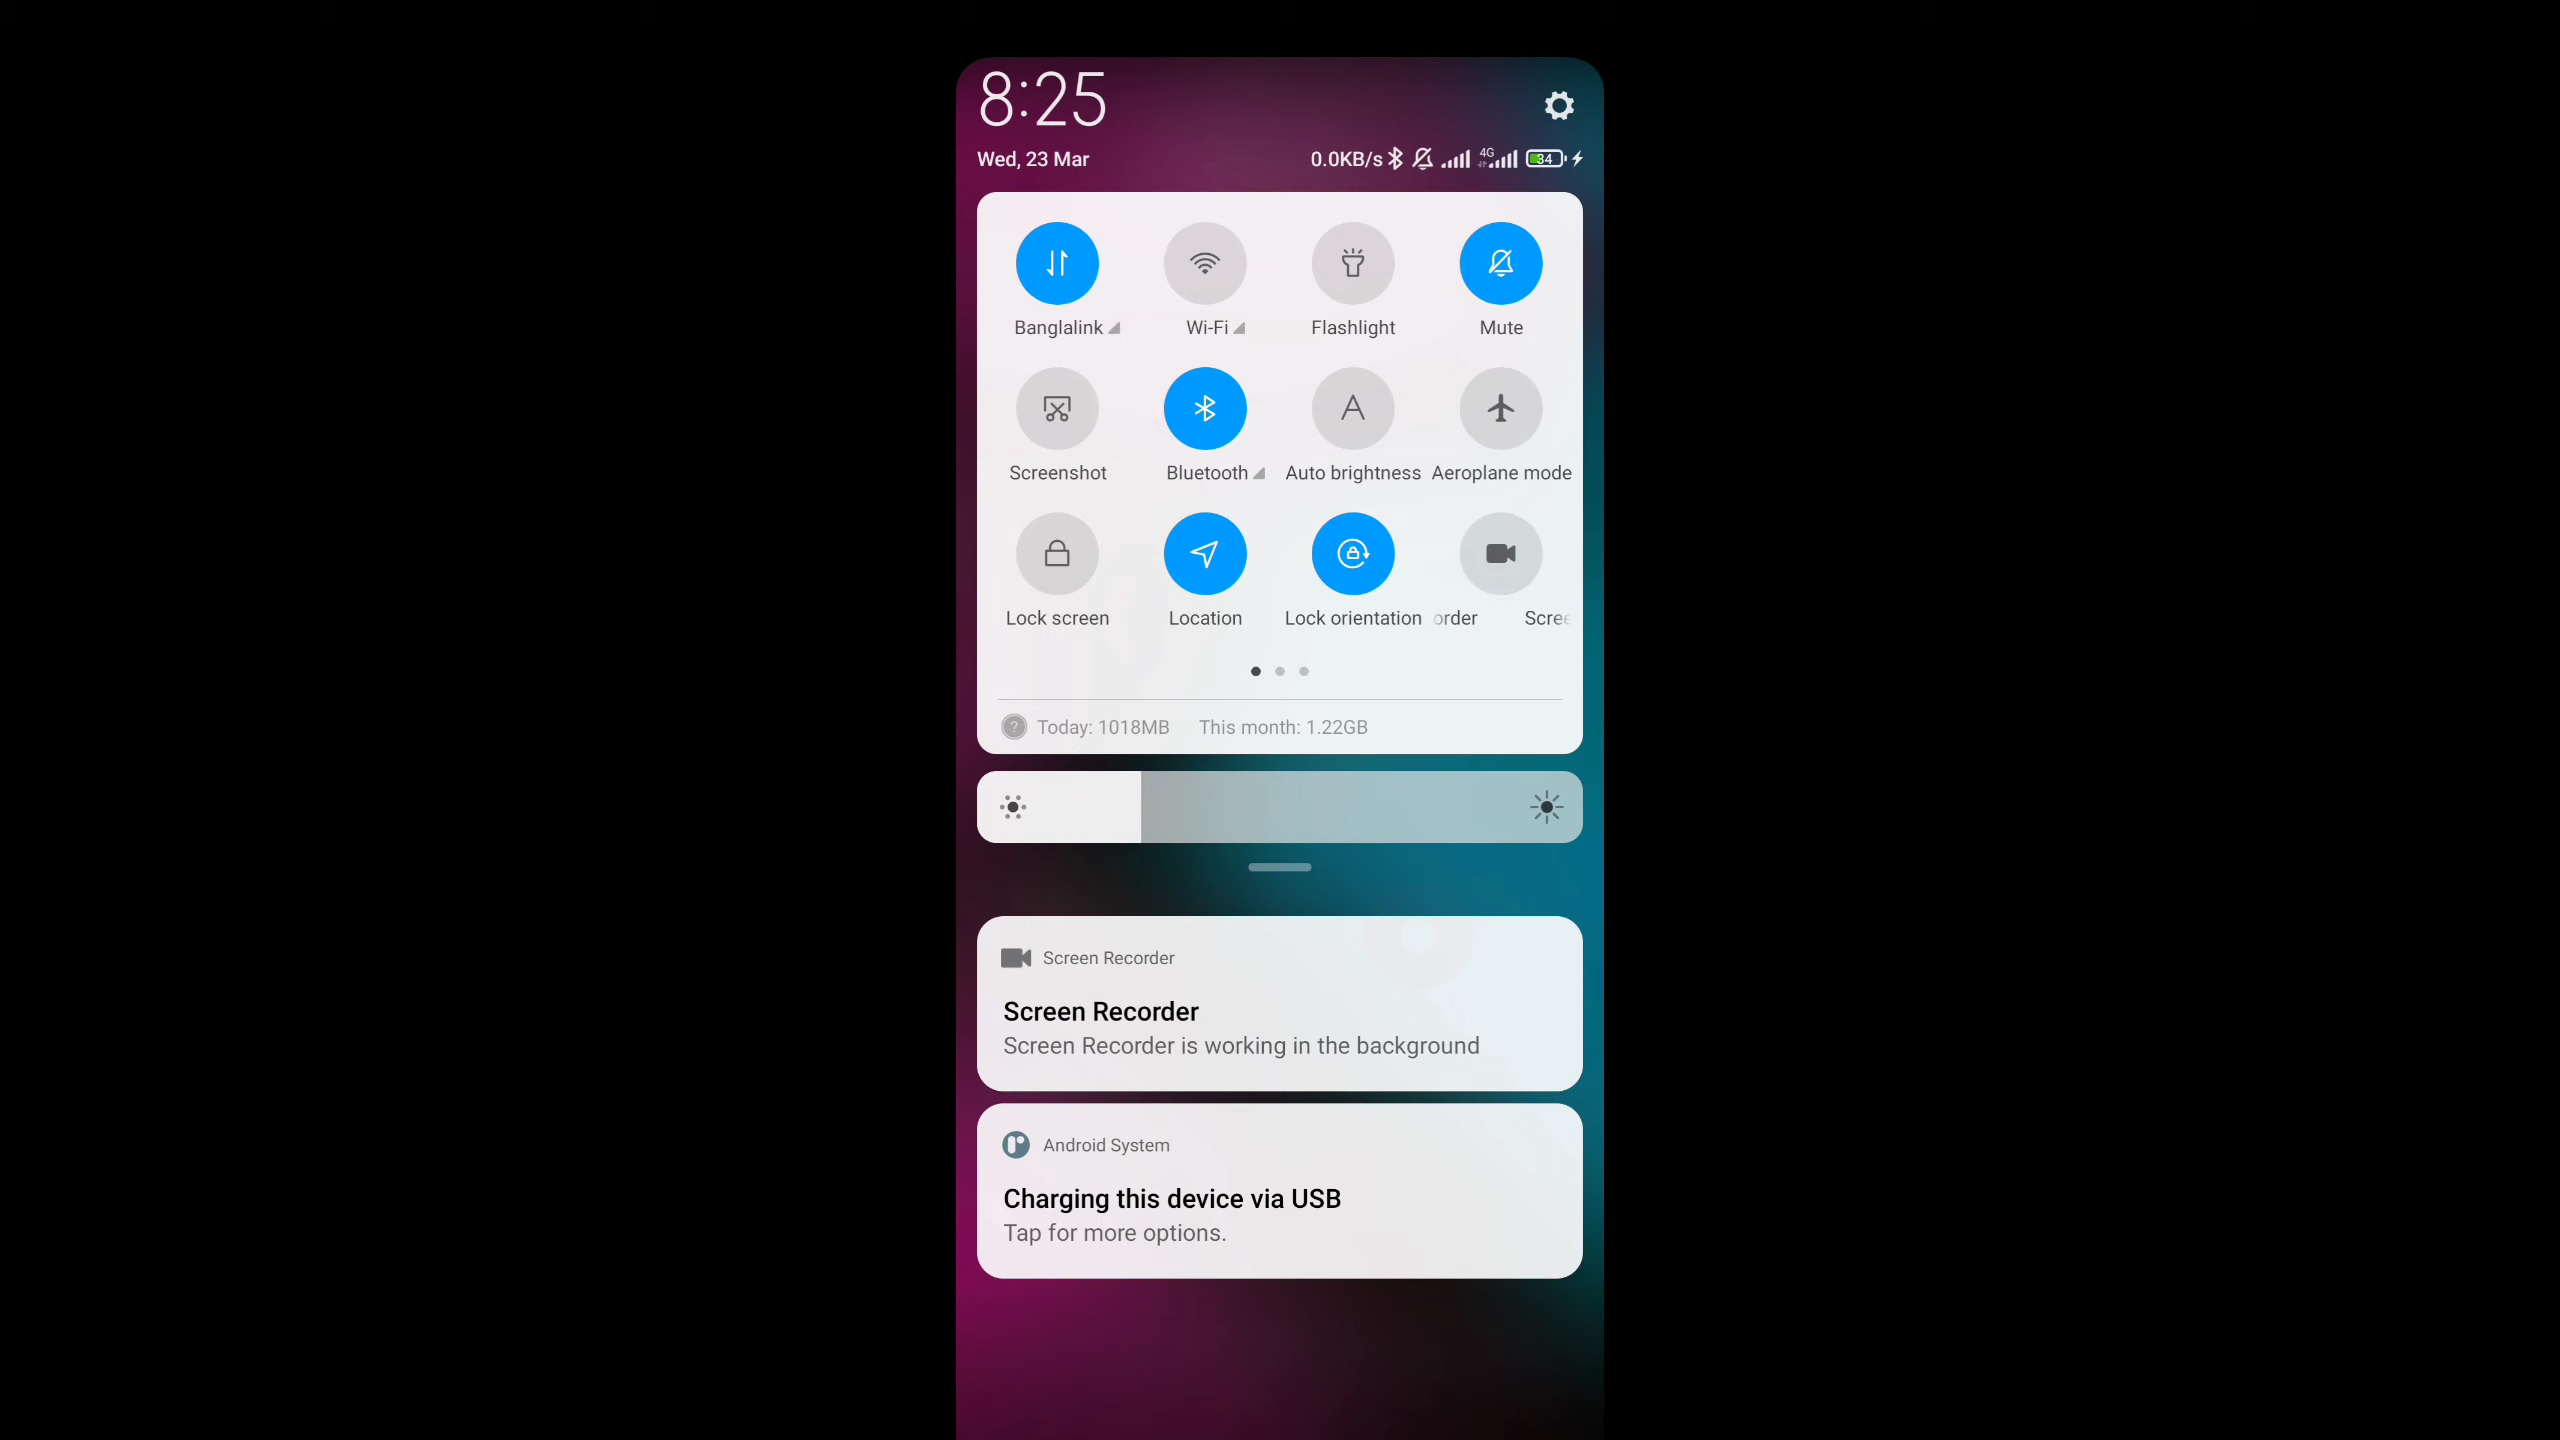 8:25
Wed, 23 Mar 0.0KB/s 4G 34
Banglalink Wi-Fi Flashlight Mute
Screenshot Bluetooth Auto brightness Aeroplane mode
Lock screen Location Lock orientation order Scree
? Today: 1018MB This month: 1.22GB
Screen Recorder
Screen Recorder
Screen Recorder is working in the background
Android System
Charging this device via USB
Tap for more options.